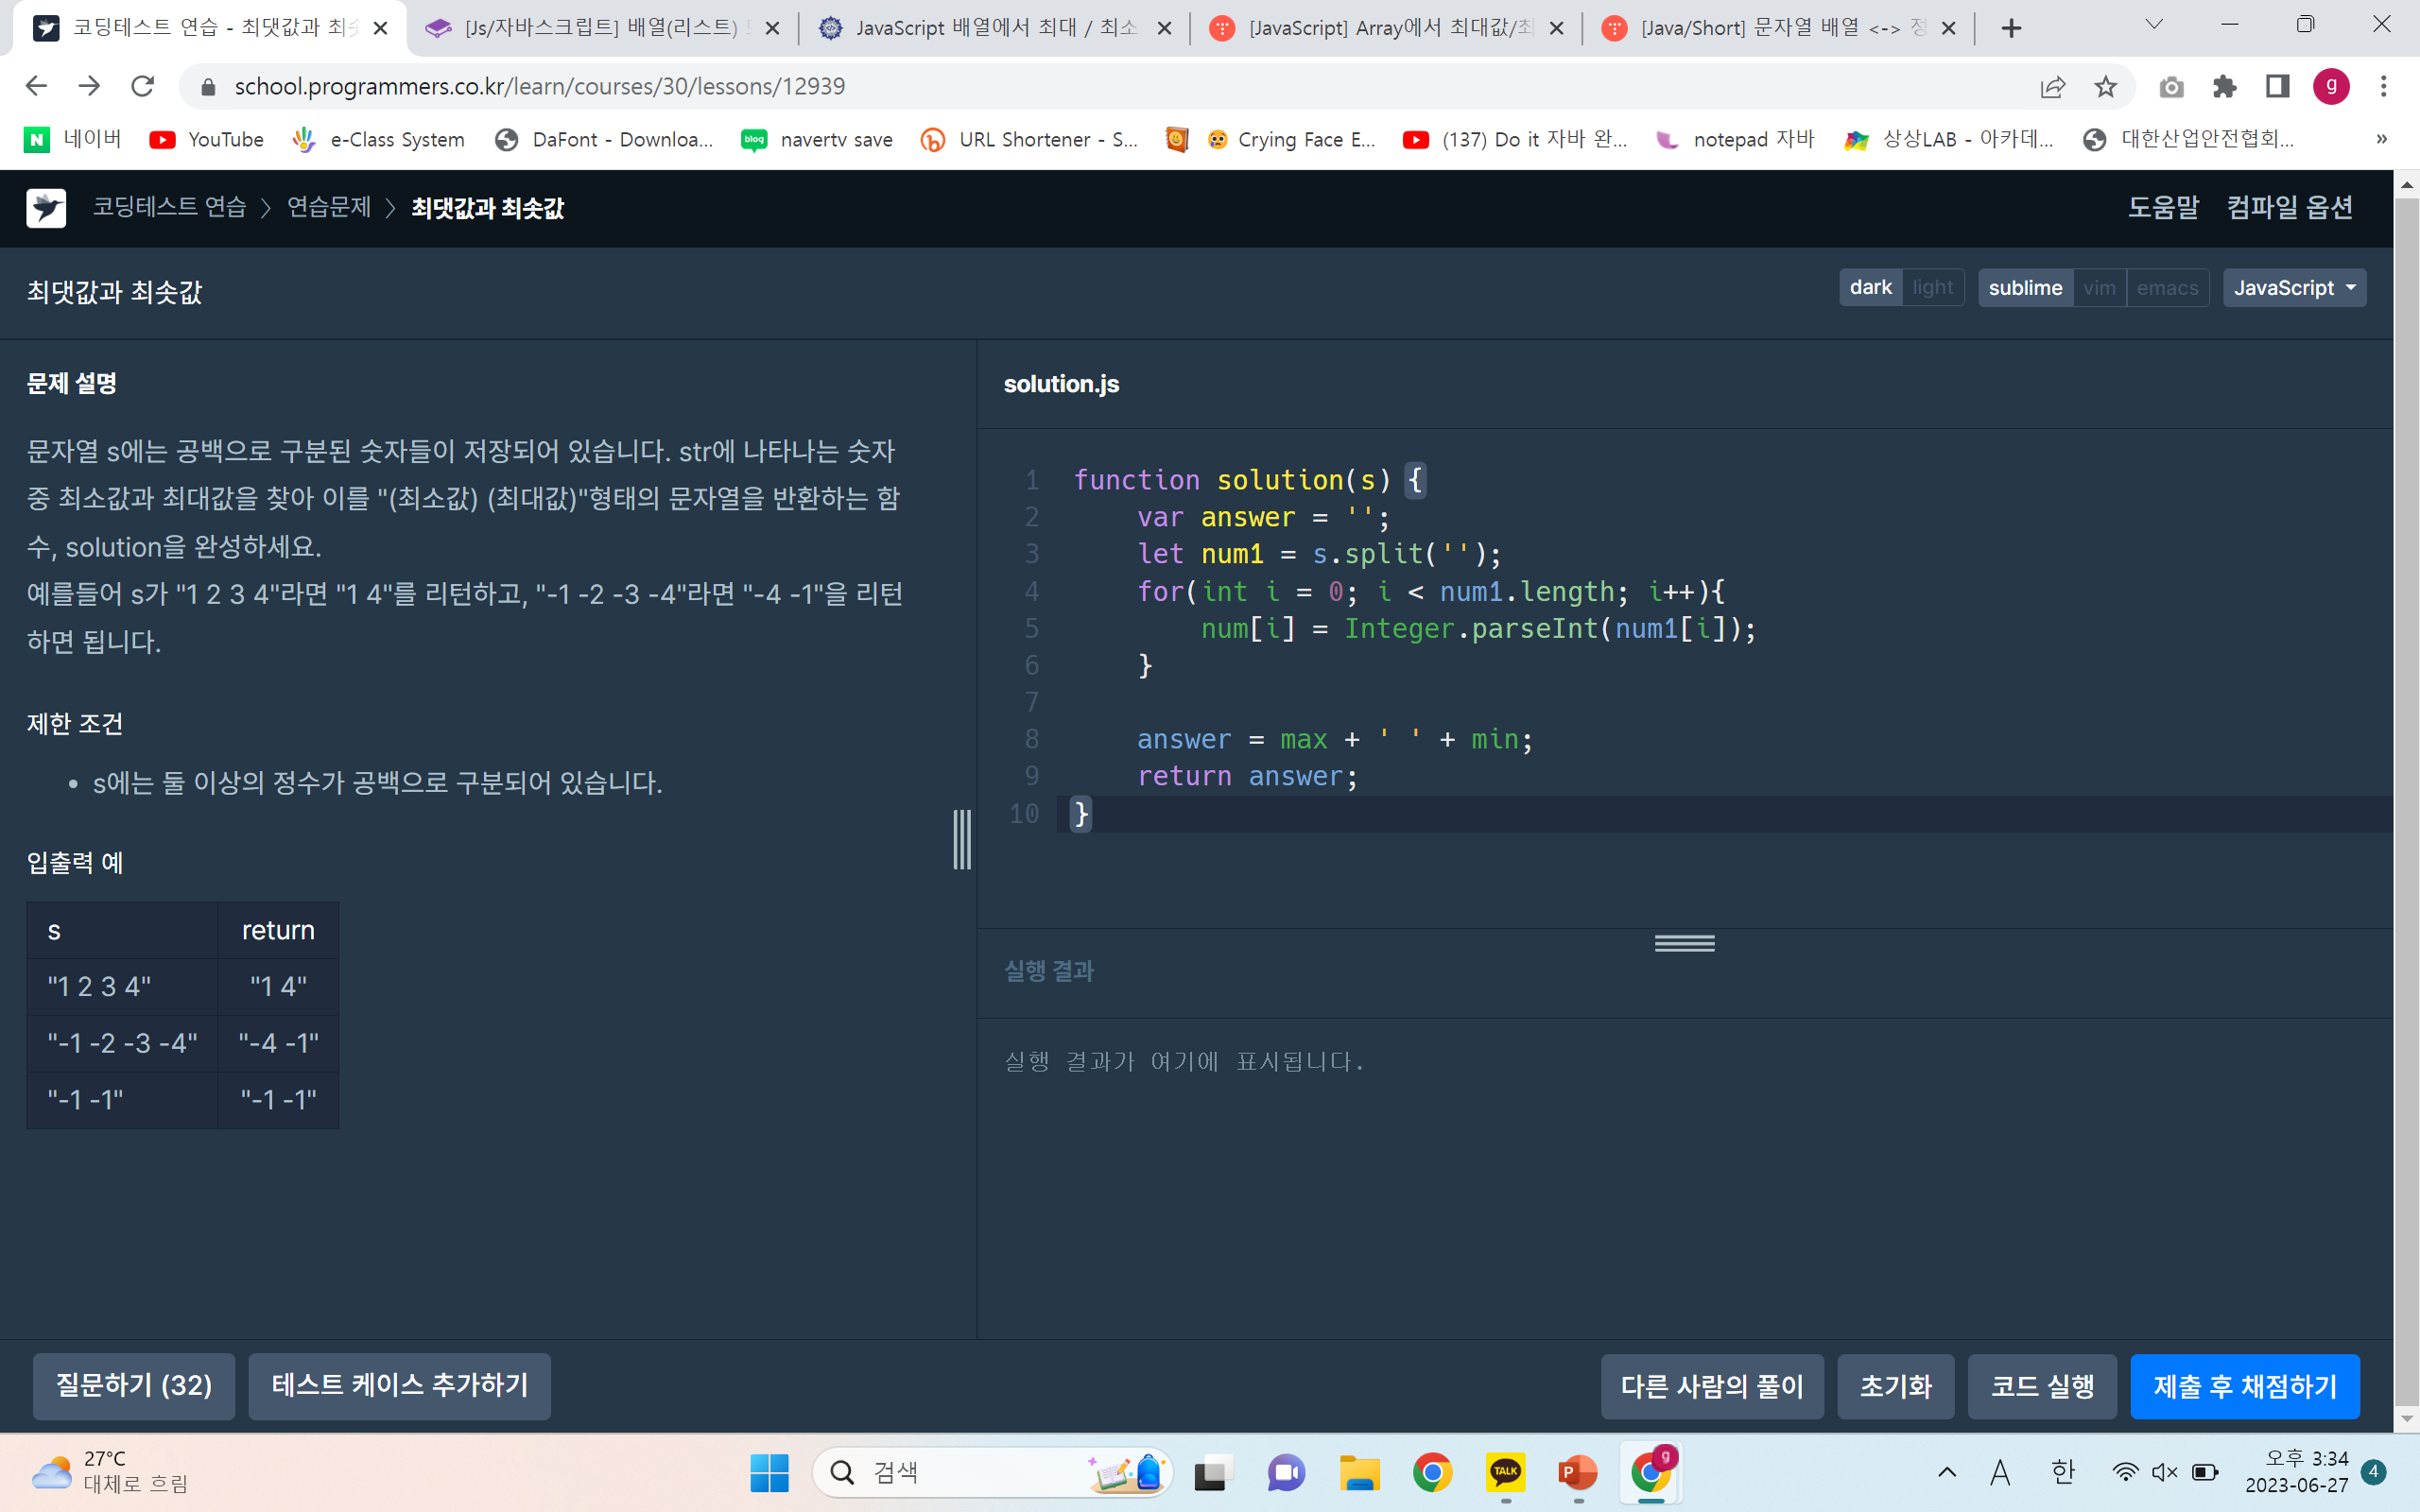 코딩테스트 연습 - 최댓값과 최솟
[Js/자바스크립트] 배열(리스트)
JavaScript 배열에서 최대 / 최소
[JavaScript] Array에서 최대값/최
[Java/Short] 문자열 배열 <-> 정
school.programmers.co.kr/learn/courses/30/lessons/12939
g
네이버
YouTube
e-Class System
DaFont - Downloa...
blog
navertv save
URL Shortener - S...
Crying Face E...
(137) Do it 자바 완...
notepad 자바
상상LAB - 아카데...
대한산업안전협회...
»
코딩테스트 연습 > 연습문제 > 최댓값과 최솟값
도움말 컴파일 옵션
최댓값과 최솟값
dark light
sublime vim emacs
JavaScript
문제 설명
문자열 s에는 공백으로 구분된 숫자들이 저장되어 있습니다. str에 나타나는 숫자
중 최소값과 최대값을 찾아 이를 "(최소값) (최대값)"형태의 문자열을 반환하는 함
수, solution을 완성하세요.
예를들어 s가 "1 2 3 4"라면 "1 4"를 리턴하고, "-1 -2 -3 -4"라면 "-4 -1"을 리턴
하면 됩니다.
제한 조건
• s에는 둘 이상의 정수가 공백으로 구분되어 있습니다.
입출력 예
s return
"1 2 3 4" "1 4"
"-1 -2 -3 -4" "-4 -1"
"-1 -1" "-1 -1"
solution.js
1 function solution(s) {
2 var answer = '';
3 let num1 = s.split('');
4 for(int i = 0; i < num1.length; i++){
5 num[i] = Integer.parseInt(num1[i]);
6 }
7
8 answer = max + ' ' + min;
9 return answer;
10 }
실행 결과
실행 결과가 여기에 표시됩니다.
질문하기 (32)
테스트 케이스 추가하기
다른 사람의 풀이
초기화
코드 실행
제출 후 채점하기
27°C
대체로 흐림
검색
TALK
P
g
A
한
오후 3:34
2023-06-27
4